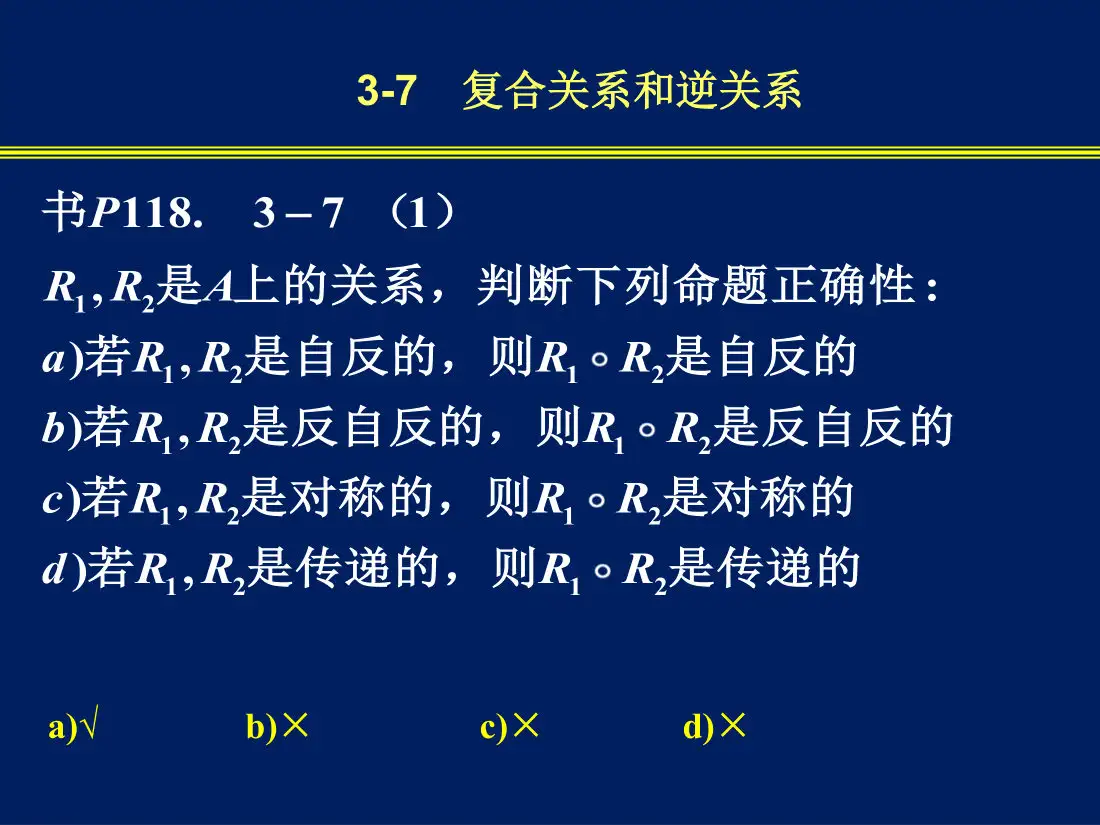 3-7 复合关系和逆关系
书P118. 3－7 （1）
R₁, R₂是A上的关系，判断下列命题正确性：
a)若R₁, R₂是自反的，则R₁∘R₂是自反的
b)若R₁, R₂是反自反的，则R₁∘R₂是反自反的
c)若R₁, R₂是对称的，则R₁∘R₂是对称的
d)若R₁, R₂是传递的，则R₁∘R₂是传递的
a)√ b)× c)× d)×